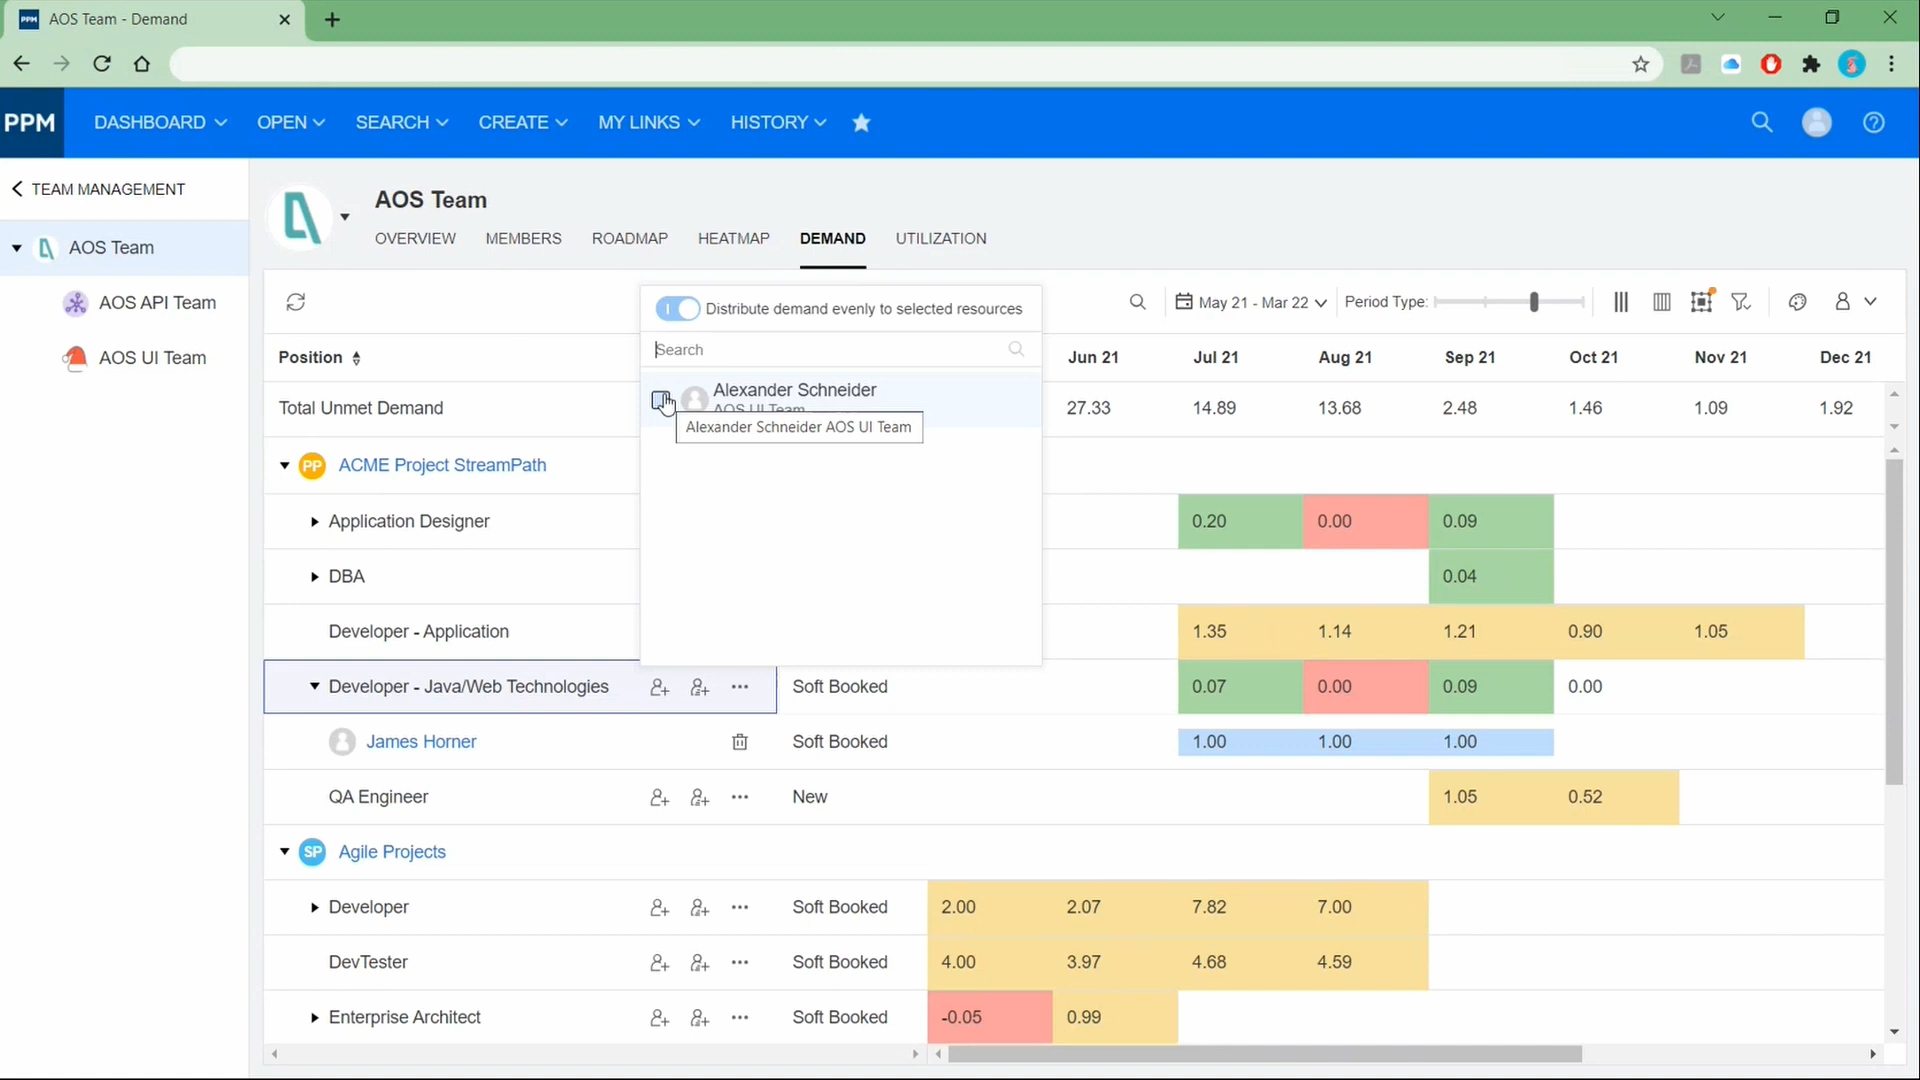 PPM AOS Team - Demand
PPM DASHBOARD OPEN SEARCH CREATE MY LINKS HISTORY
TEAM MANAGEMENT
AOS Team
AOS API Team
AOS UI Team
AOS Team
OVERVIEW MEMBERS ROADMAP HEATMAP DEMAND UTILIZATION
Distribute demand evenly to selected resources
Search
Alexander Schneider
AOS UI Team
Alexander Schneider AOS UI Team
May 21 - Mar 22 Period Type:
Position Jun 21 Jul 21 Aug 21 Sep 21 Oct 21 Nov 21 Dec 21
Total Unmet Demand 27.33 14.89 13.68 2.48 1.46 1.09 1.92
PP ACME Project StreamPath
Application Designer 0.20 0.00 0.09
DBA 0.04
Developer - Application 1.35 1.14 1.21 0.90 1.05
Developer - Java/Web Technologies Soft Booked 0.07 0.00 0.09 0.00
James Horner Soft Booked 1.00 1.00 1.00
QA Engineer New 1.05 0.52
SP Agile Projects
Developer Soft Booked 2.00 2.07 7.82 7.00
DevTester Soft Booked 4.00 3.97 4.68 4.59
Enterprise Architect Soft Booked -0.05 0.99